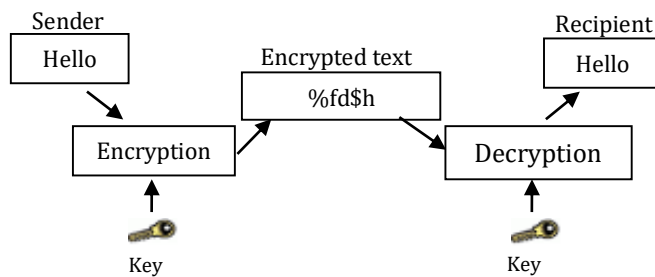 Sender
Recipient
Hello
Encrypted text
Hello
%fd$h
Encryption
Decryption
Key
Key